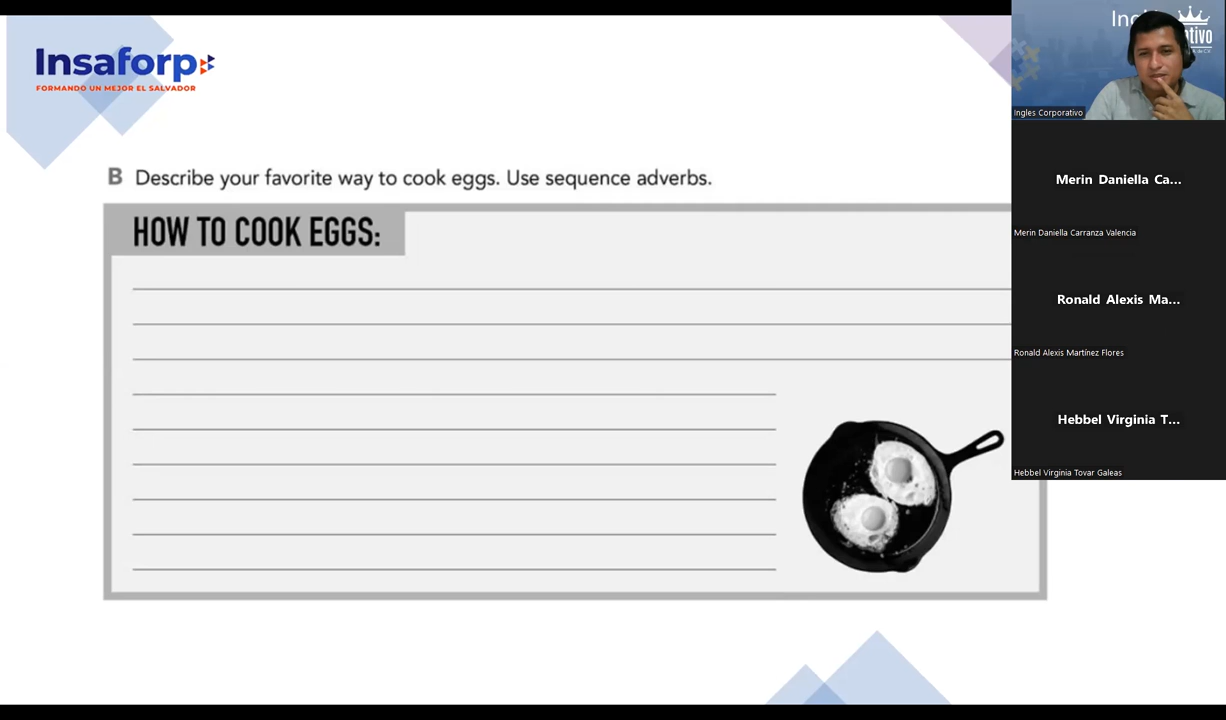 Insaforp
FORMANDO UN MEJOR EL SALVADOR
B Describe your favorite way to cook eggs. Use sequence adverbs.
HOW TO COOK EGGS:
Ingles Corporativo
Merin Daniella Ca...
Merin Daniella Carranza Valencia
Ronald Alexis Ma...
Ronald Alexis Martínez Flores
Hebbel Virginia T...
Hebbel Virginia Tovar Galeas